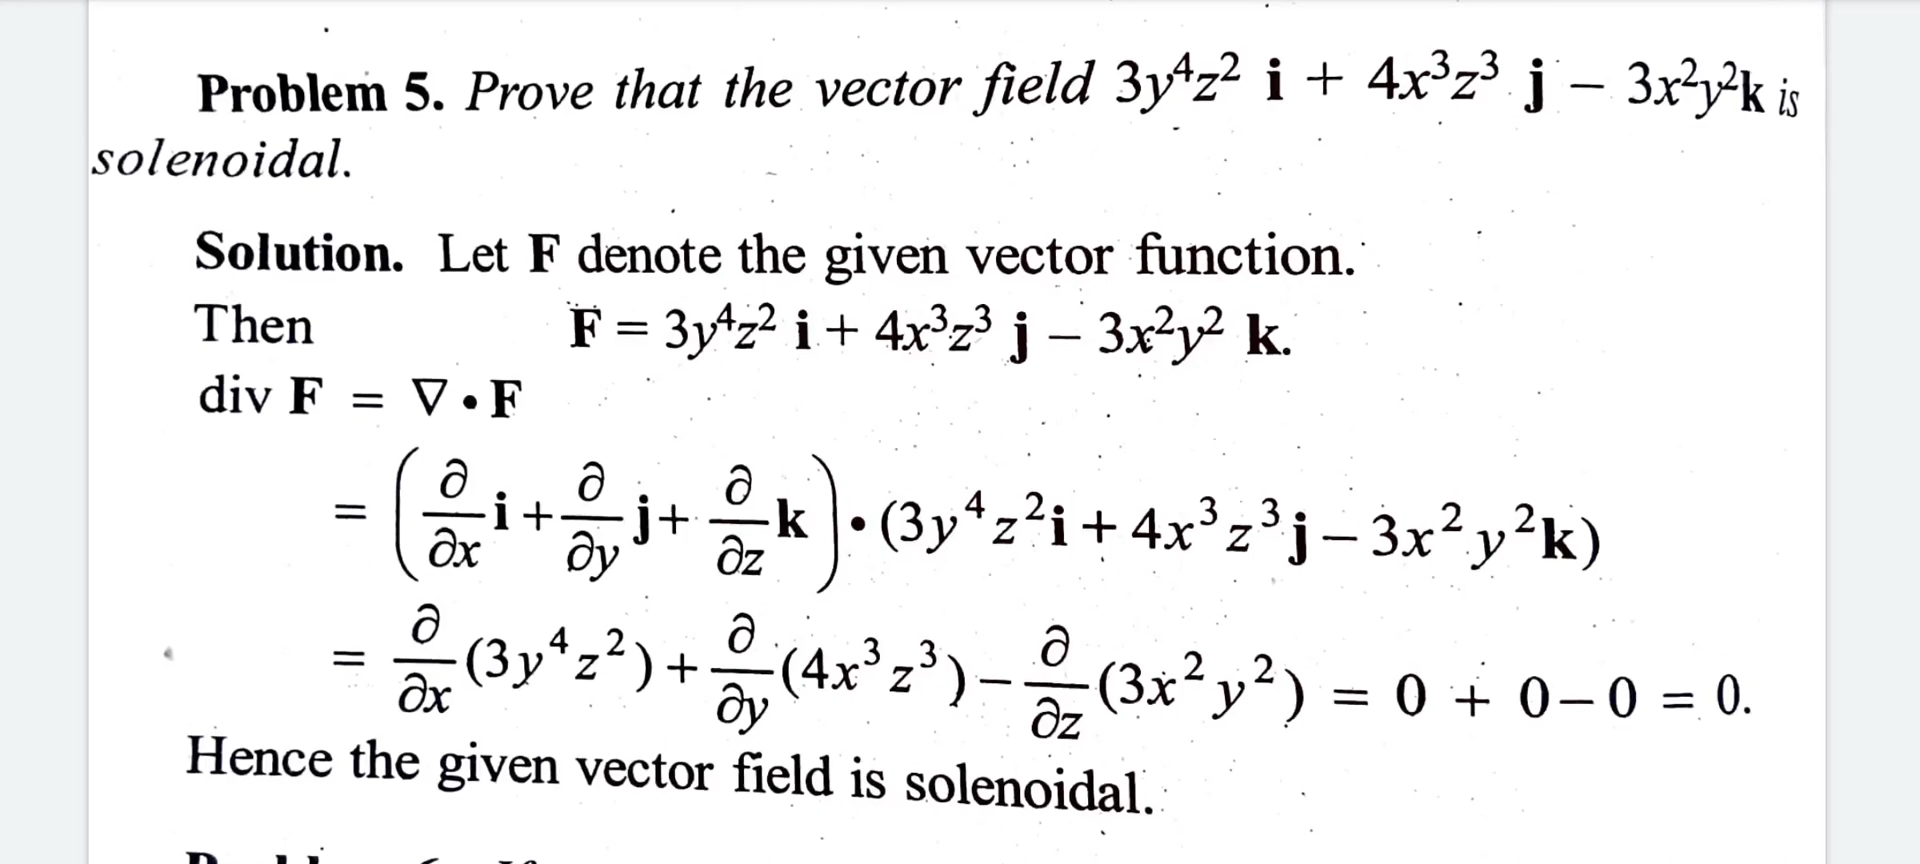 Problem 5. Prove that the vector field 3y⁴z² i + 4x³z³ j – 3x²y²k is
solenoidal.
Solution. Let F denote the given vector function.
Then F = 3y⁴z² i + 4x³z³ j – 3x²y² k.
div F = ∇ • F
= (∂/∂x i + ∂/∂y j + ∂/∂z k) • (3y⁴z²i + 4x³z³j – 3x²y²k)
= ∂/∂x (3y⁴z²) + ∂/∂y (4x³z³) – ∂/∂z (3x²y²) = 0 + 0 – 0 = 0.
Hence the given vector field is solenoidal.